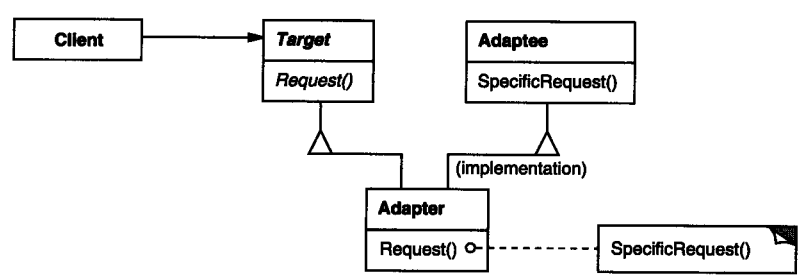 Client
Target
Request()
Adaptee
SpecificRequest()
(implementation)
Adapter
Request()
SpecificRequest()